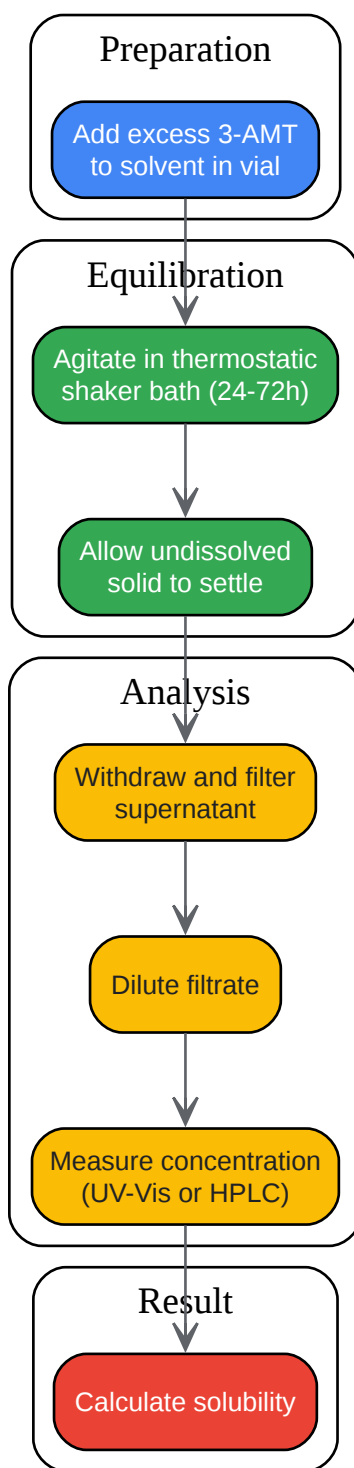 Preparation
Add excess 3-AMT
to solvent in vial
Equilibration
Agitate in thermostatic
shaker bath (24-72h)
Allow undissolved
solid to settle
Analysis
Withdraw and filter
supernatant
Dilute filtrate
Measure concentration
(UV-Vis or HPLC)
Result
Calculate solubility